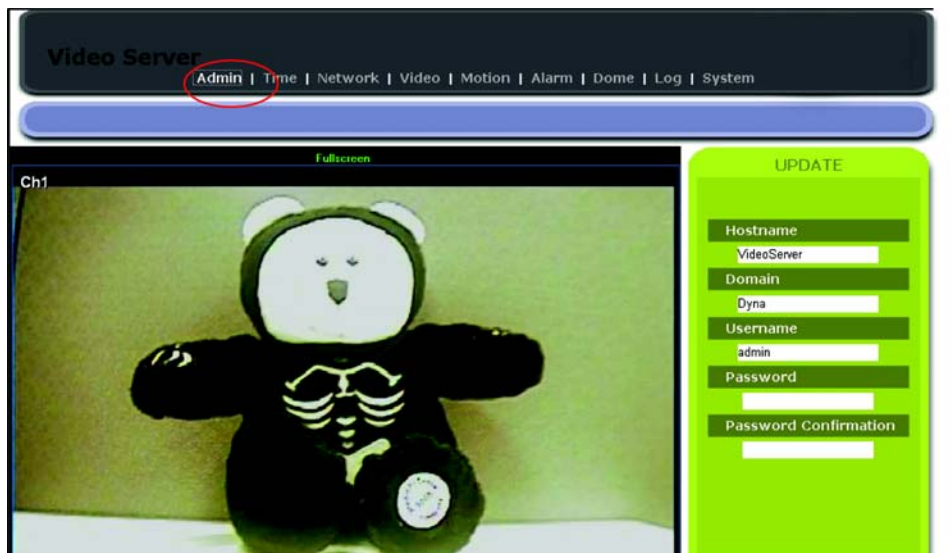 Video Server
Admin | Time | Network | Video | Motion | Alarm | Dome | Log | System
Fullscreen
Ch1
UPDATE
Hostname
VideoServer
Domain
Dyna
Username
admin
Password
Password Confirmation